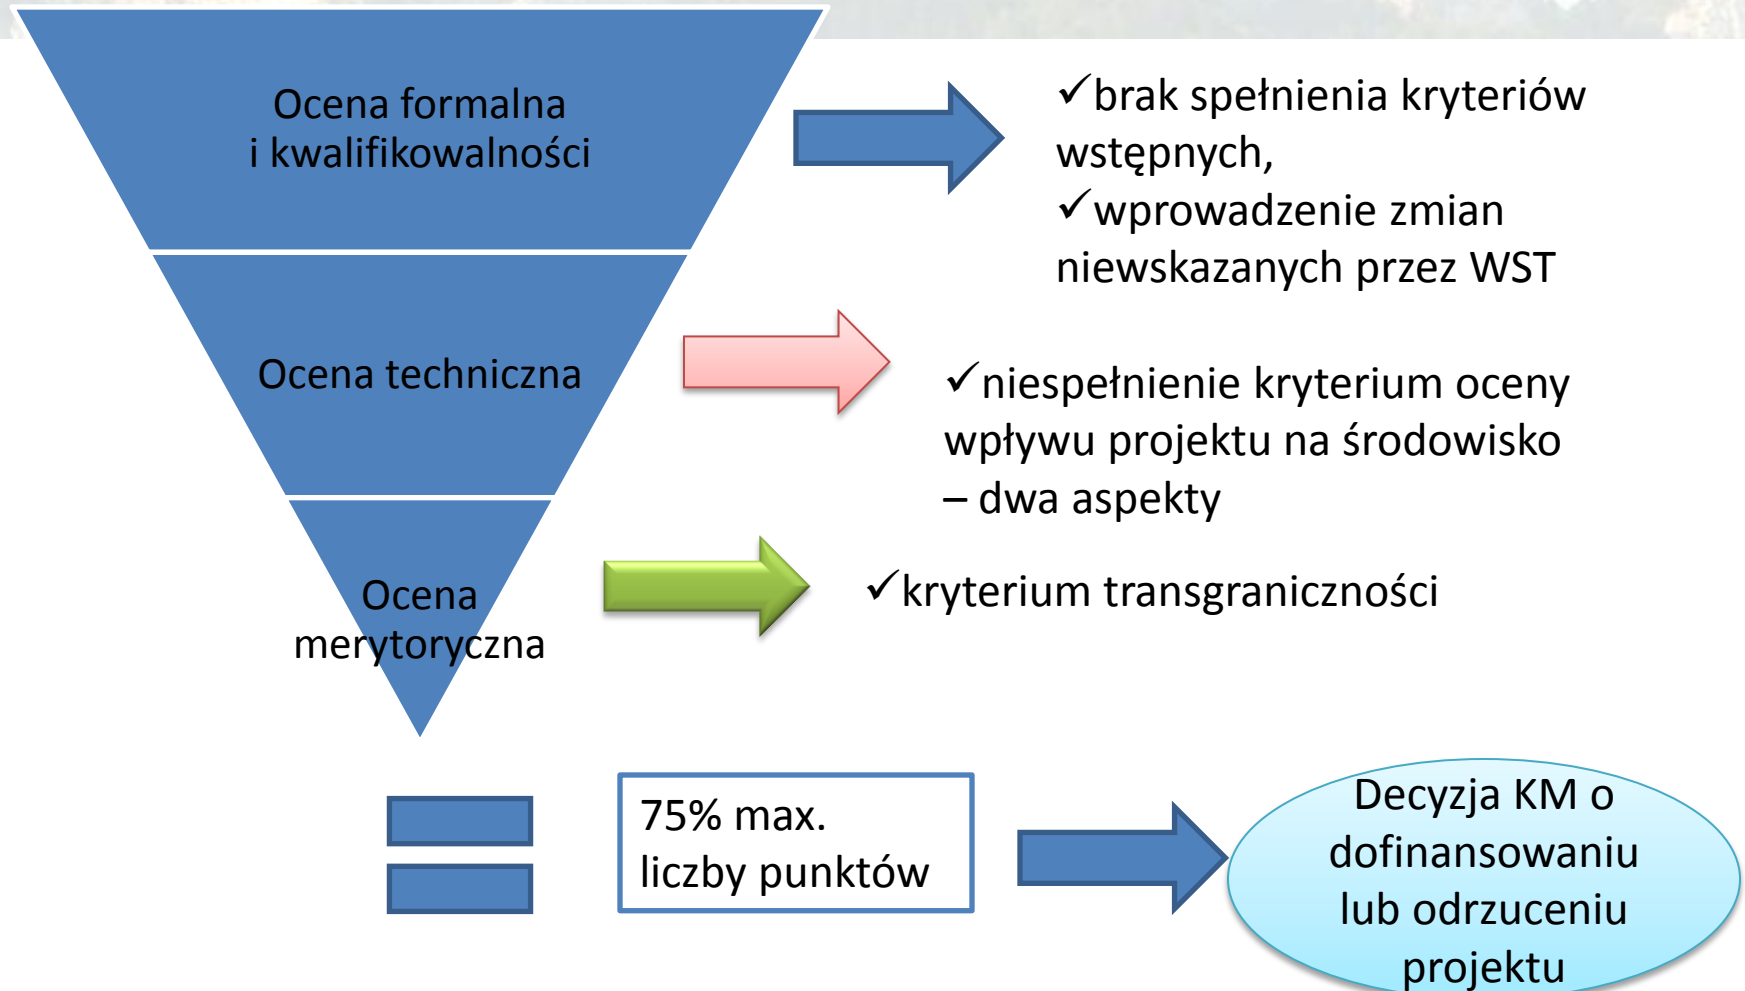 Ocena formalna
i kwalifikowalności
✓brak spełnienia kryteriów
wstępnych,
✓wprowadzenie zmian
niewskazanych przez WST
Ocena techniczna
✓niespełnienie kryterium oceny
wpływu projektu na środowisko
– dwa aspekty
Ocena
merytoryczna
✓kryterium transgraniczności
75% max.
liczby punktów
Decyzja KM o
dofinansowaniu
lub odrzuceniu
projektu